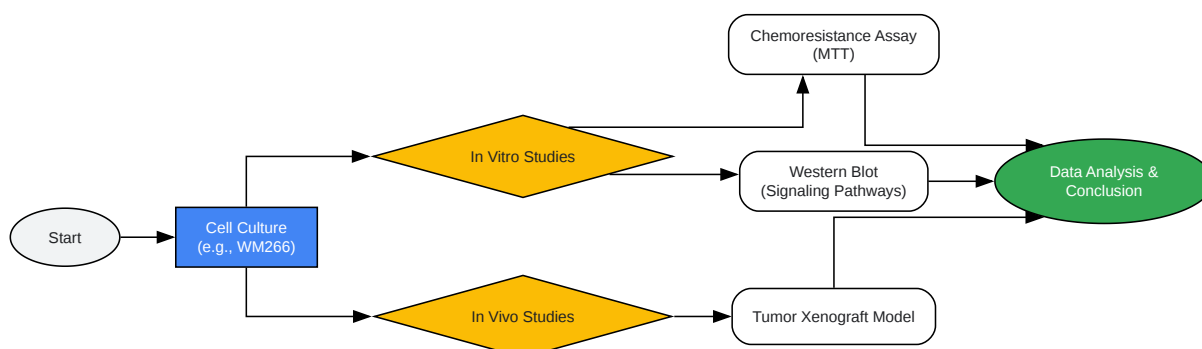 Start
Cell Culture
(e.g., WM266)
In Vitro Studies
In Vivo Studies
Chemoresistance Assay
(MTT)
Western Blot
(Signaling Pathways)
Tumor Xenograft Model
Data Analysis &
Conclusion